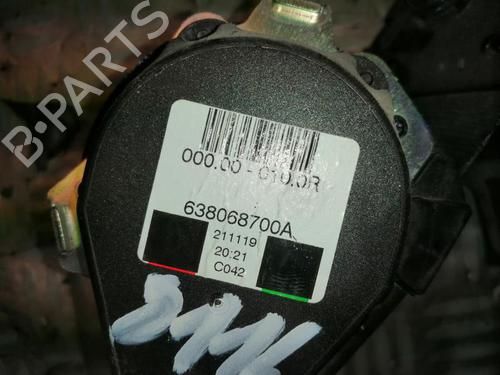 B-PARTS
000.00 - 010.0R
638068700A
211119
20:21
C042